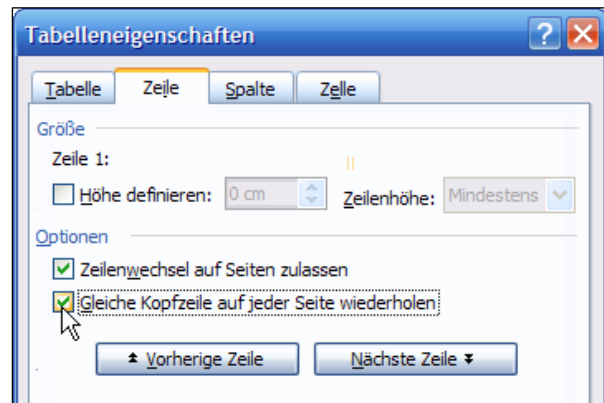 Tabelleneigenschaften
Tabelle Zeile Spalte Zelle
Größe
Zeile 1:
Höhe definieren: 0 cm Zeilenhöhe: Mindestens
Optionen
Zeilenwechsel auf Seiten zulassen
Gleiche Kopfzeile auf jeder Seite wiederholen
Vorherige Zeile Nächste Zeile